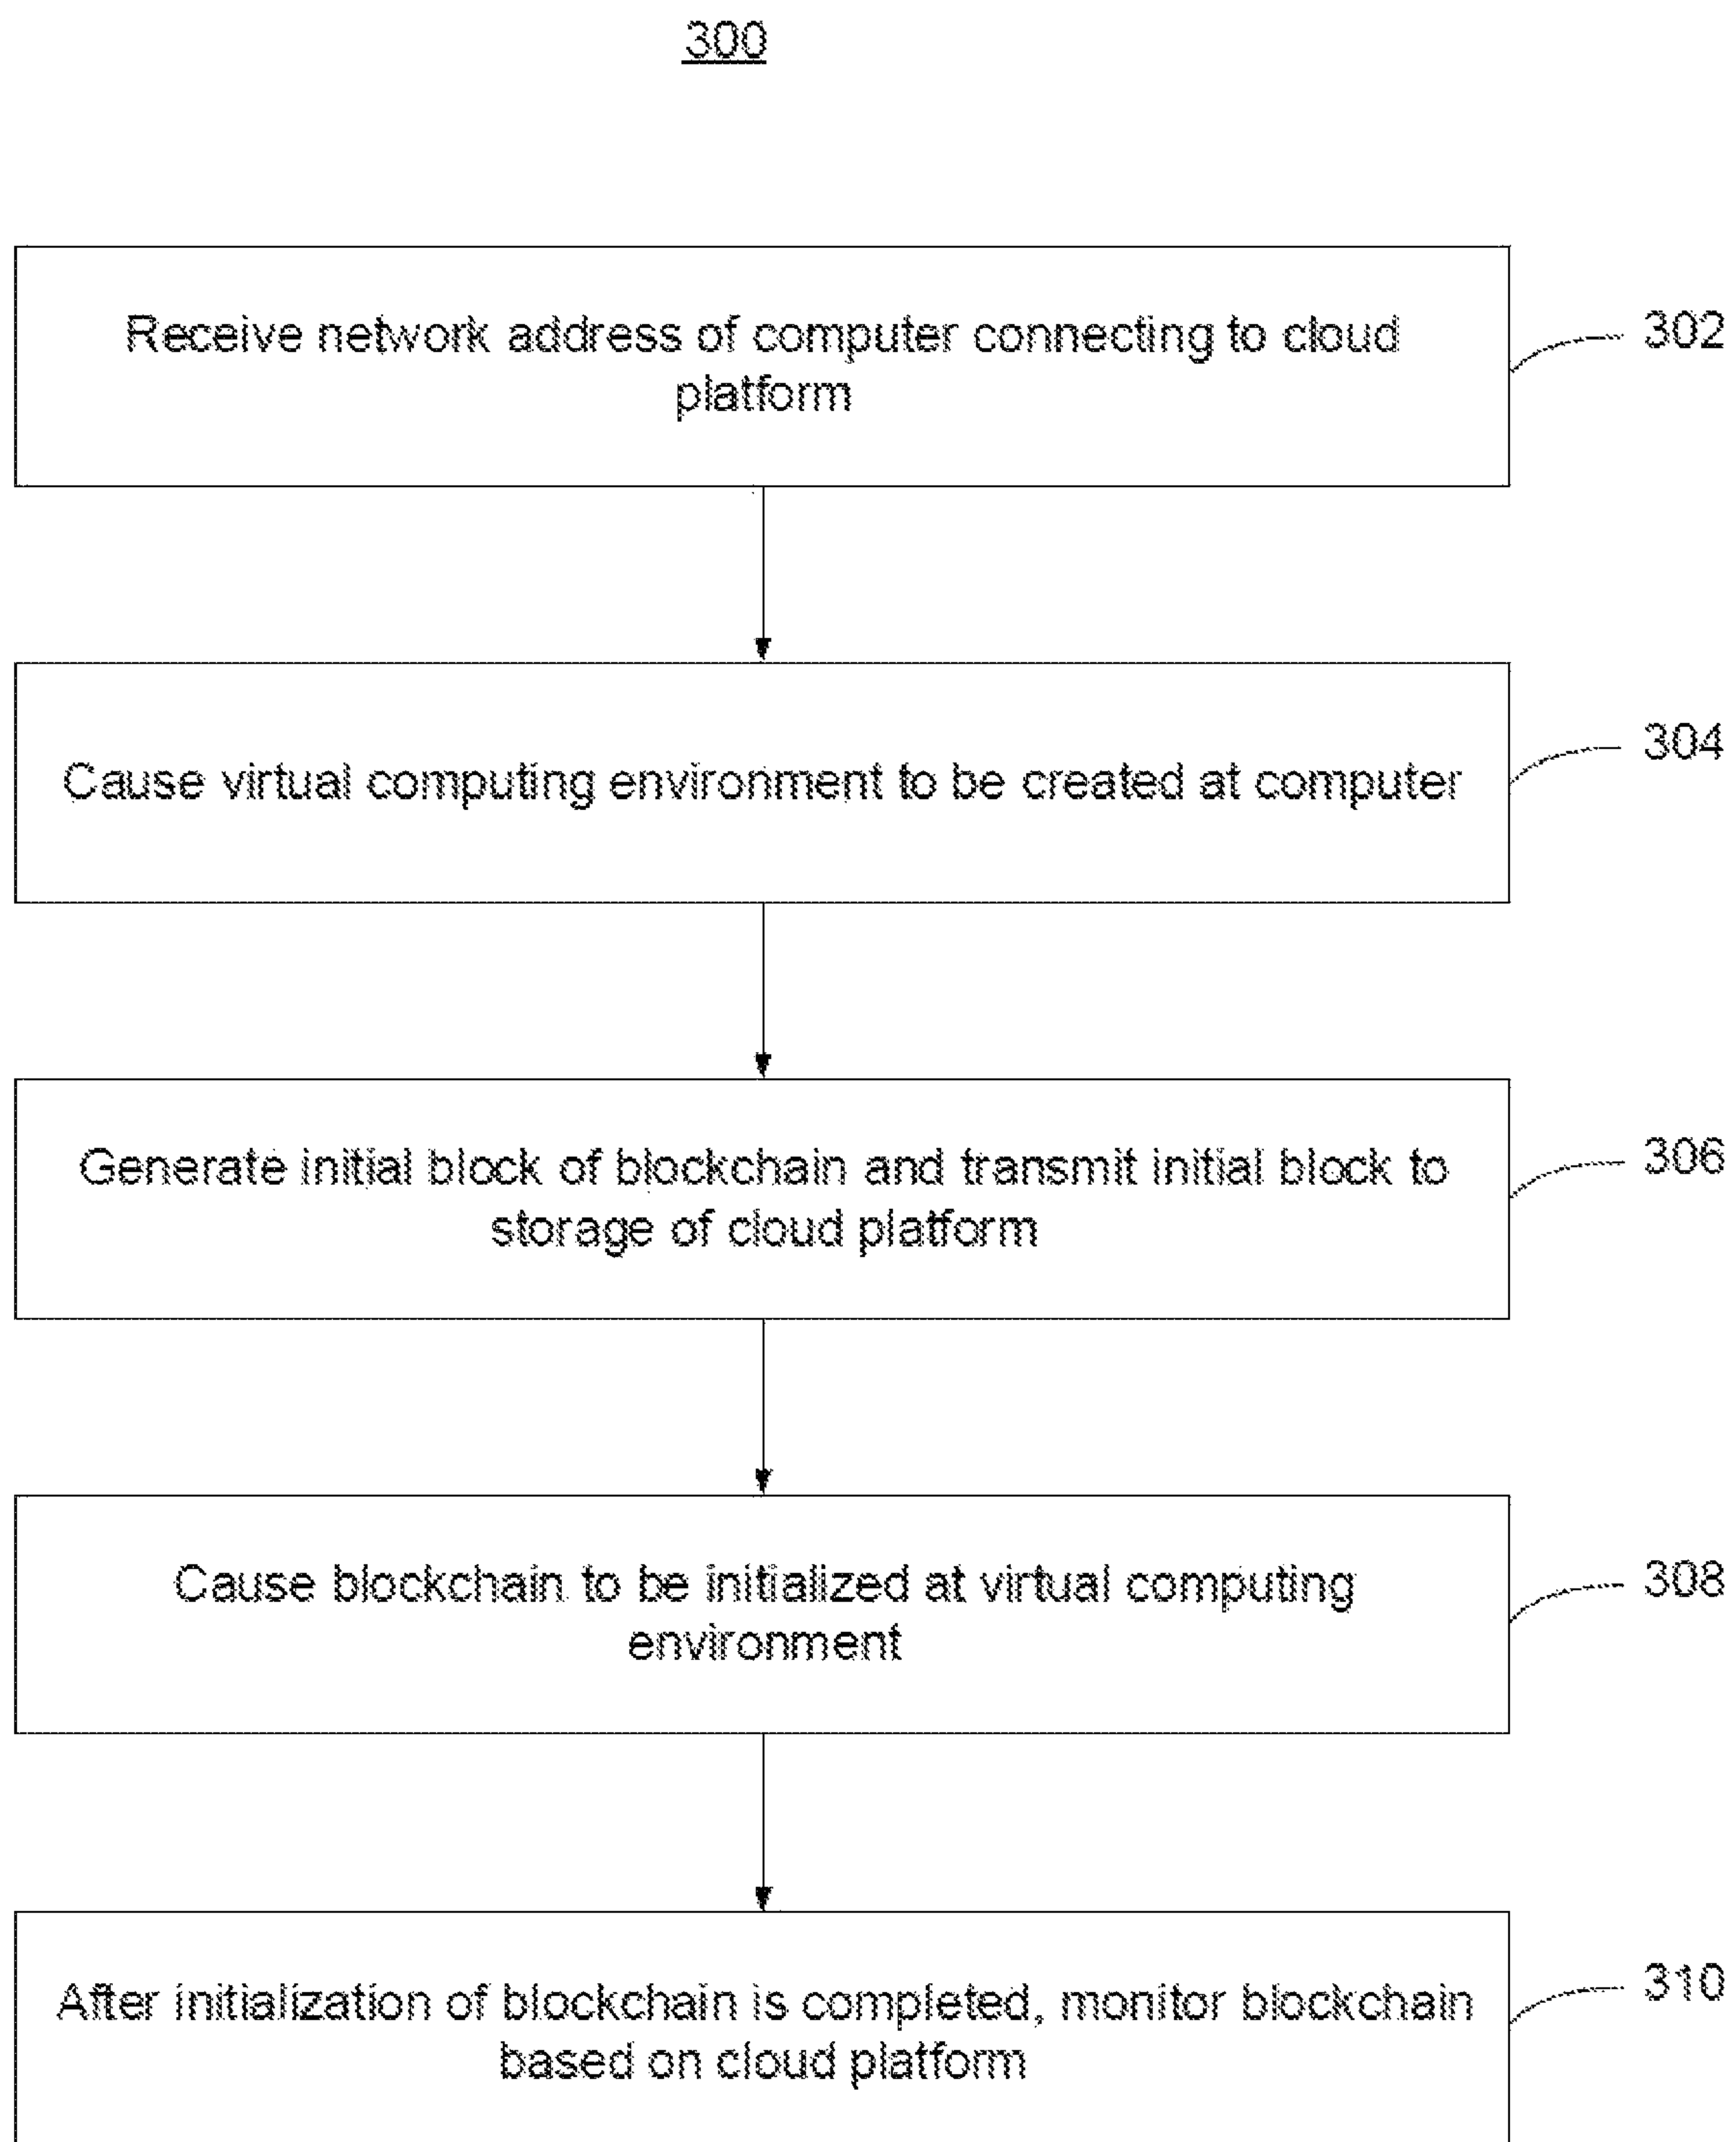 300
Receive network address of computer connecting to cloud
platform
302
Cause virtual computing environment to be created at computer
304
Generate initial block of blockchain and transmit initial block to
storage of cloud platform
306
Cause blockchain to be initialized at virtual computing
environment
308
After initialization of blockchain is completed, monitor blockchain
based on cloud platform
310